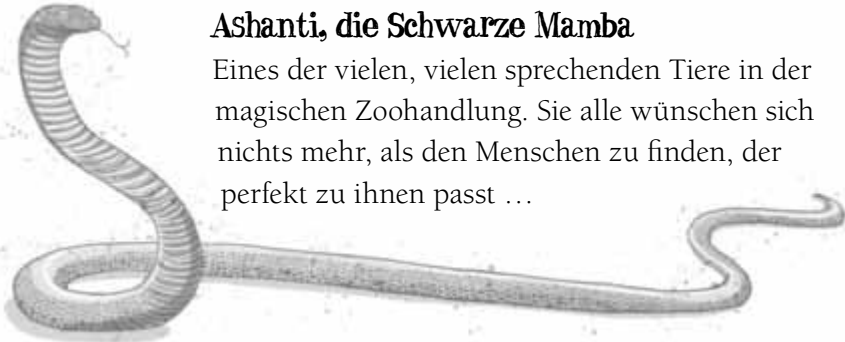 Ashanti, die Schwarze Mamba
Eines der vielen, vielen sprechenden Tiere in der
magischen Zoohandlung. Sie alle wünschen sich
nichts mehr, als den Menschen zu finden, der
perfekt zu ihnen passt …